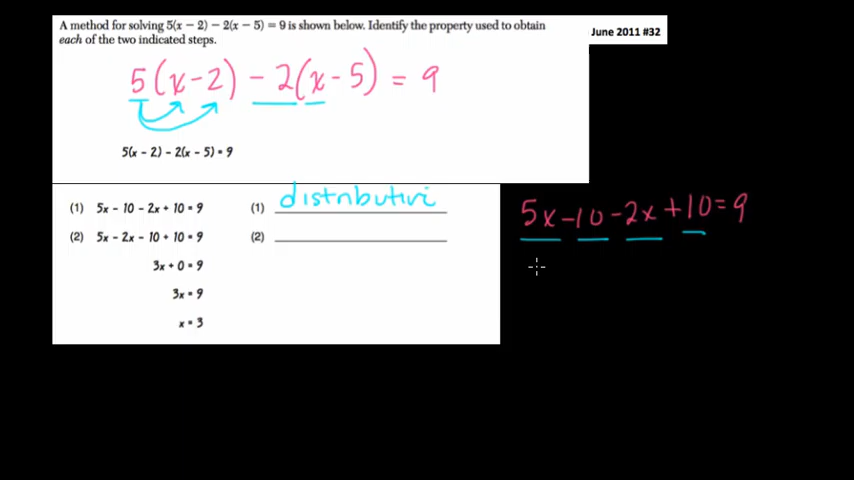 A method for solving 5(x – 2) – 2(x – 5) = 9 is shown below. Identify the property used to obtain
each of the two indicated steps.
June 2011 #32
5(x-2) -2(x-5) = 9
5(x – 2) – 2(x – 5) = 9
(1) 5x – 10 – 2x + 10 = 9 (1) distributive
5x-10-2x+10=9
(2) 5x – 2x – 10 + 10 = 9 (2)
3x + 0 = 9
3x = 9
x = 3